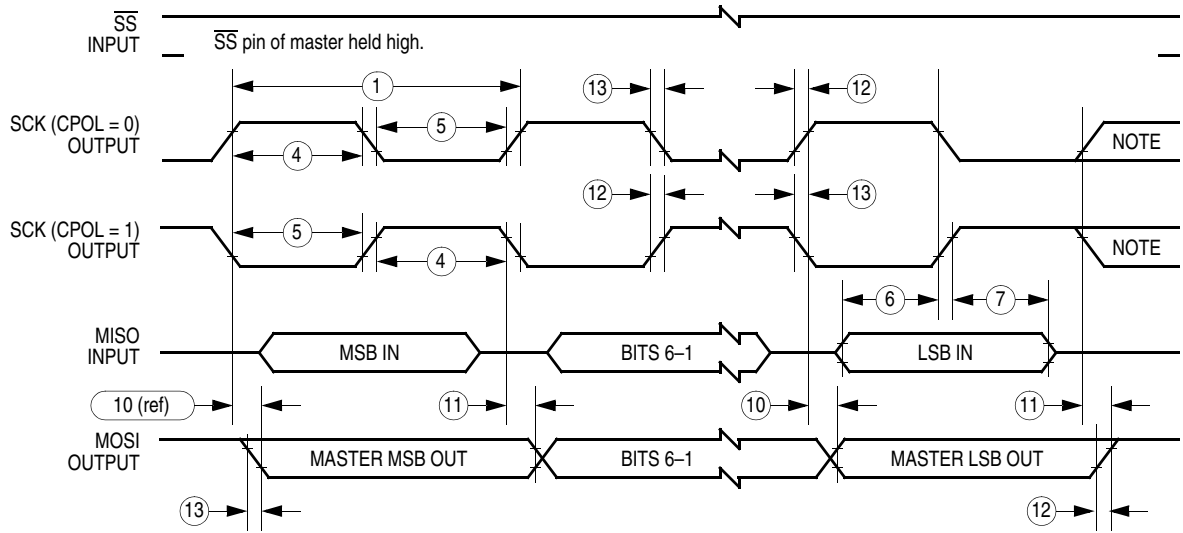 SS
INPUT
SS pin of master held high.
1
13
12
SCK (CPOL = 0)
OUTPUT
5
4
NOTE
12
13
SCK (CPOL = 1)
OUTPUT
5
4
NOTE
6
7
MISO
INPUT
MSB IN
BITS 6–1
LSB IN
10 (ref)
11
10
11
MOSI
OUTPUT
MASTER MSB OUT
BITS 6–1
MASTER LSB OUT
13
12